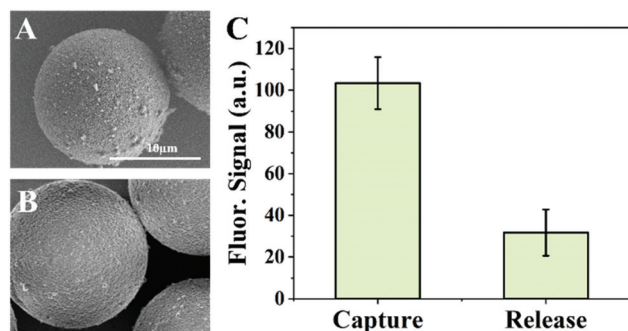 A
10μm
B
C
Fluor. Signal (a.u.)
120
100
80
60
40
20
0
Capture
Release